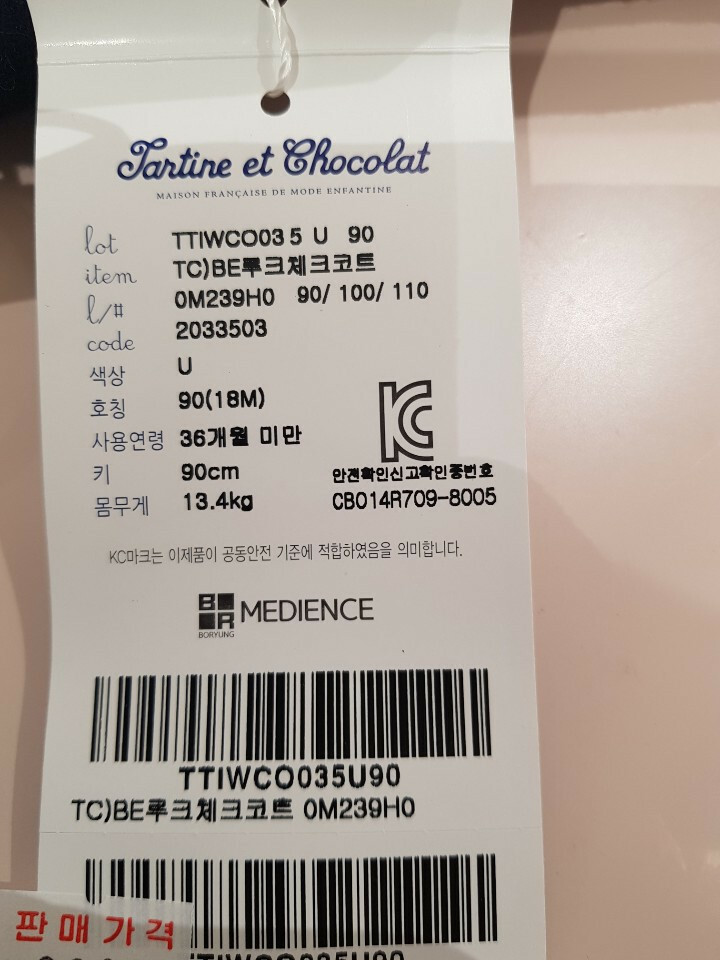 Tartine et Chocolat
MAISON FRANÇAISE DE MODE ENFANTINE
lot TTIWCO035 U 90
item TC)BE루크체크코트
l/# 0M239H0 90/ 100/ 110
code 2033503
색상 U
호칭 90(18M)
사용연령 36개월 미만
키 90cm
몸무게 13.4kg
KC
안전확인신고확인증번호
CB014R709-8005
KC마크는 이제품이 공동안전 기준에 적합하였음을 의미합니다.
BR BORYUNG MEDIENCE
TTIWCO035U90
TC)BE루크체크코트 0M239H0
판매가격
TTIWCO035U90